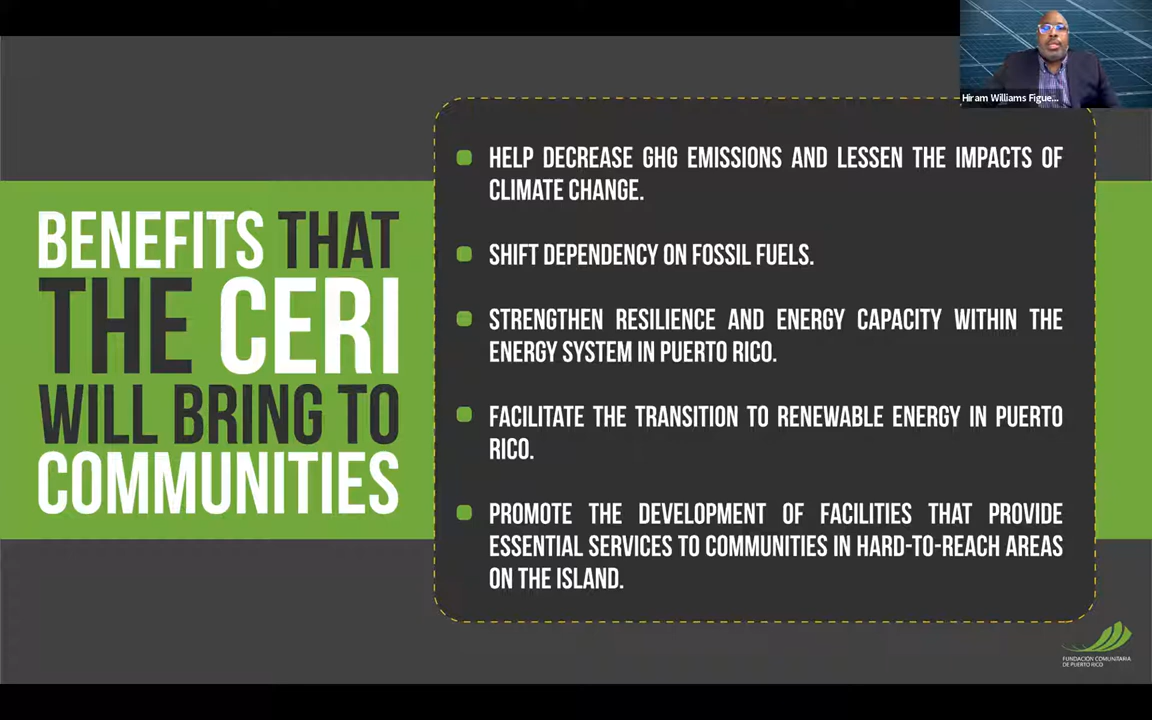 Hiram Williams Figue...
BENEFITS THAT
THE CERI
WILL BRING TO
COMMUNITIES
HELP DECREASE GHG EMISSIONS AND LESSEN THE IMPACTS OF
CLIMATE CHANGE.
SHIFT DEPENDENCY ON FOSSIL FUELS.
STRENGTHEN RESILIENCE AND ENERGY CAPACITY WITHIN THE
ENERGY SYSTEM IN PUERTO RICO.
FACILITATE THE TRANSITION TO RENEWABLE ENERGY IN PUERTO
RICO.
PROMOTE THE DEVELOPMENT OF FACILITIES THAT PROVIDE
ESSENTIAL SERVICES TO COMMUNITIES IN HARD-TO-REACH AREAS
ON THE ISLAND.
FUNDACIÓN COMUNITARIA
DE PUERTO RICO